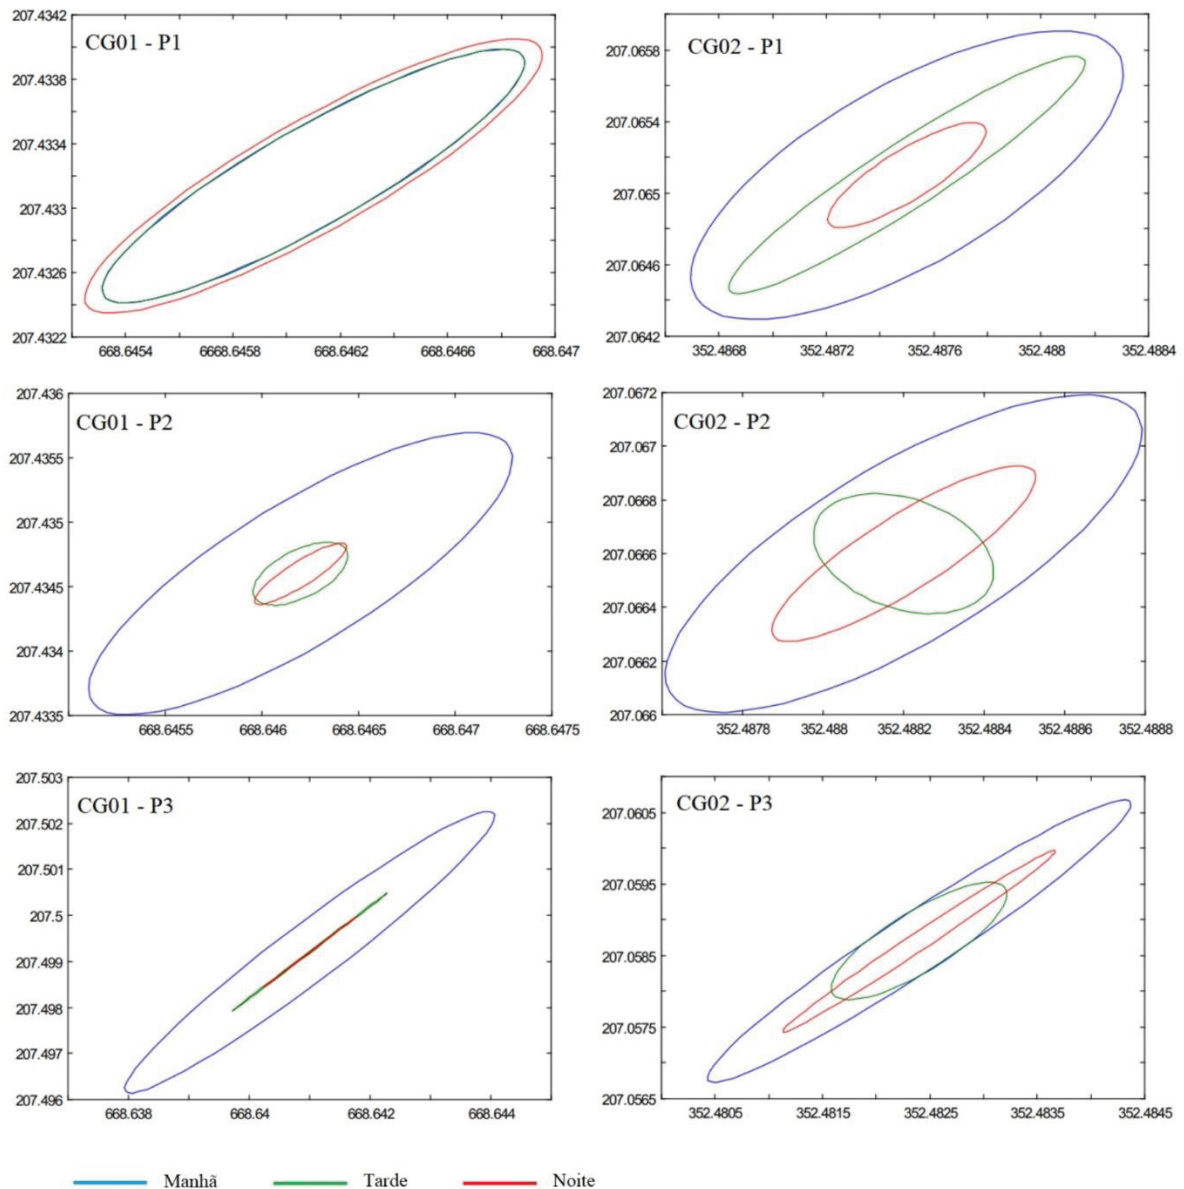 CG01 - P1
207.4342
207.4338
207.4334
207.433
207.4326
207.4322
668.6454 6668.6458 668.6462 668.6466 668.647
CG02 - P1
207.0658
207.0654
207.065
207.0646
207.0642
352.4868 352.4872 352.4876 352.488 352.4884
CG01 - P2
207.436
207.4355
207.435
207.4345
207.434
207.4335
668.6455 668.646 668.6465 668.647 668.6475
CG02 - P2
207.0672
207.067
207.0668
207.0666
207.0664
207.0662
207.066
352.4878 352.488 352.4882 352.4884 352.4886 352.4888
CG01 - P3
207.503
207.502
207.501
207.5
207.499
207.498
207.497
207.496
668.638 668.64 668.642 668.644
CG02 - P3
207.0605
207.0595
207.0585
207.0575
207.0565
352.4805 352.4815 352.4825 352.4835 352.4845
Manhã Tarde Noite